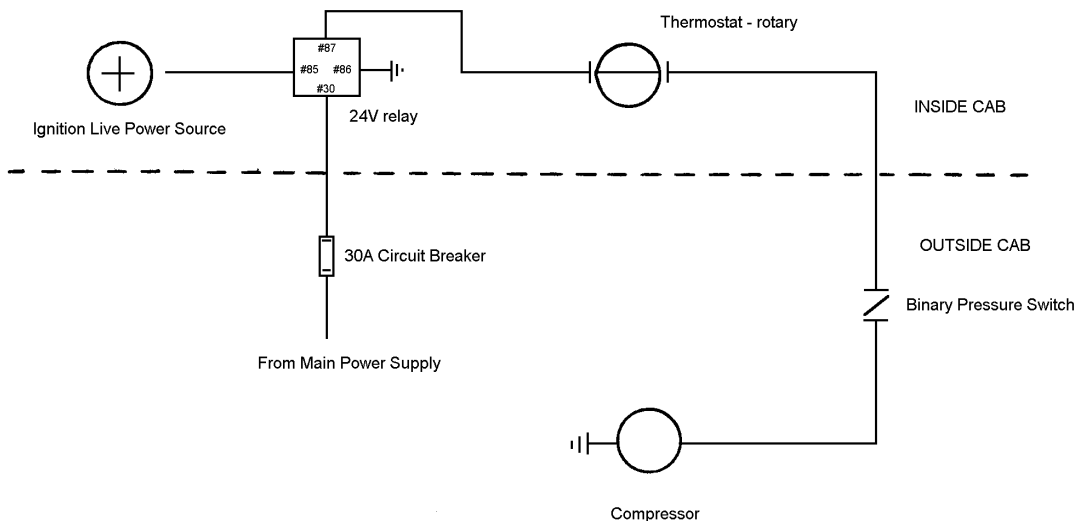 Thermostat - rotary
#87
#85 #86
#30
24V relay
Ignition Live Power Source
INSIDE CAB
OUTSIDE CAB
30A Circuit Breaker
Binary Pressure Switch
From Main Power Supply
Compressor